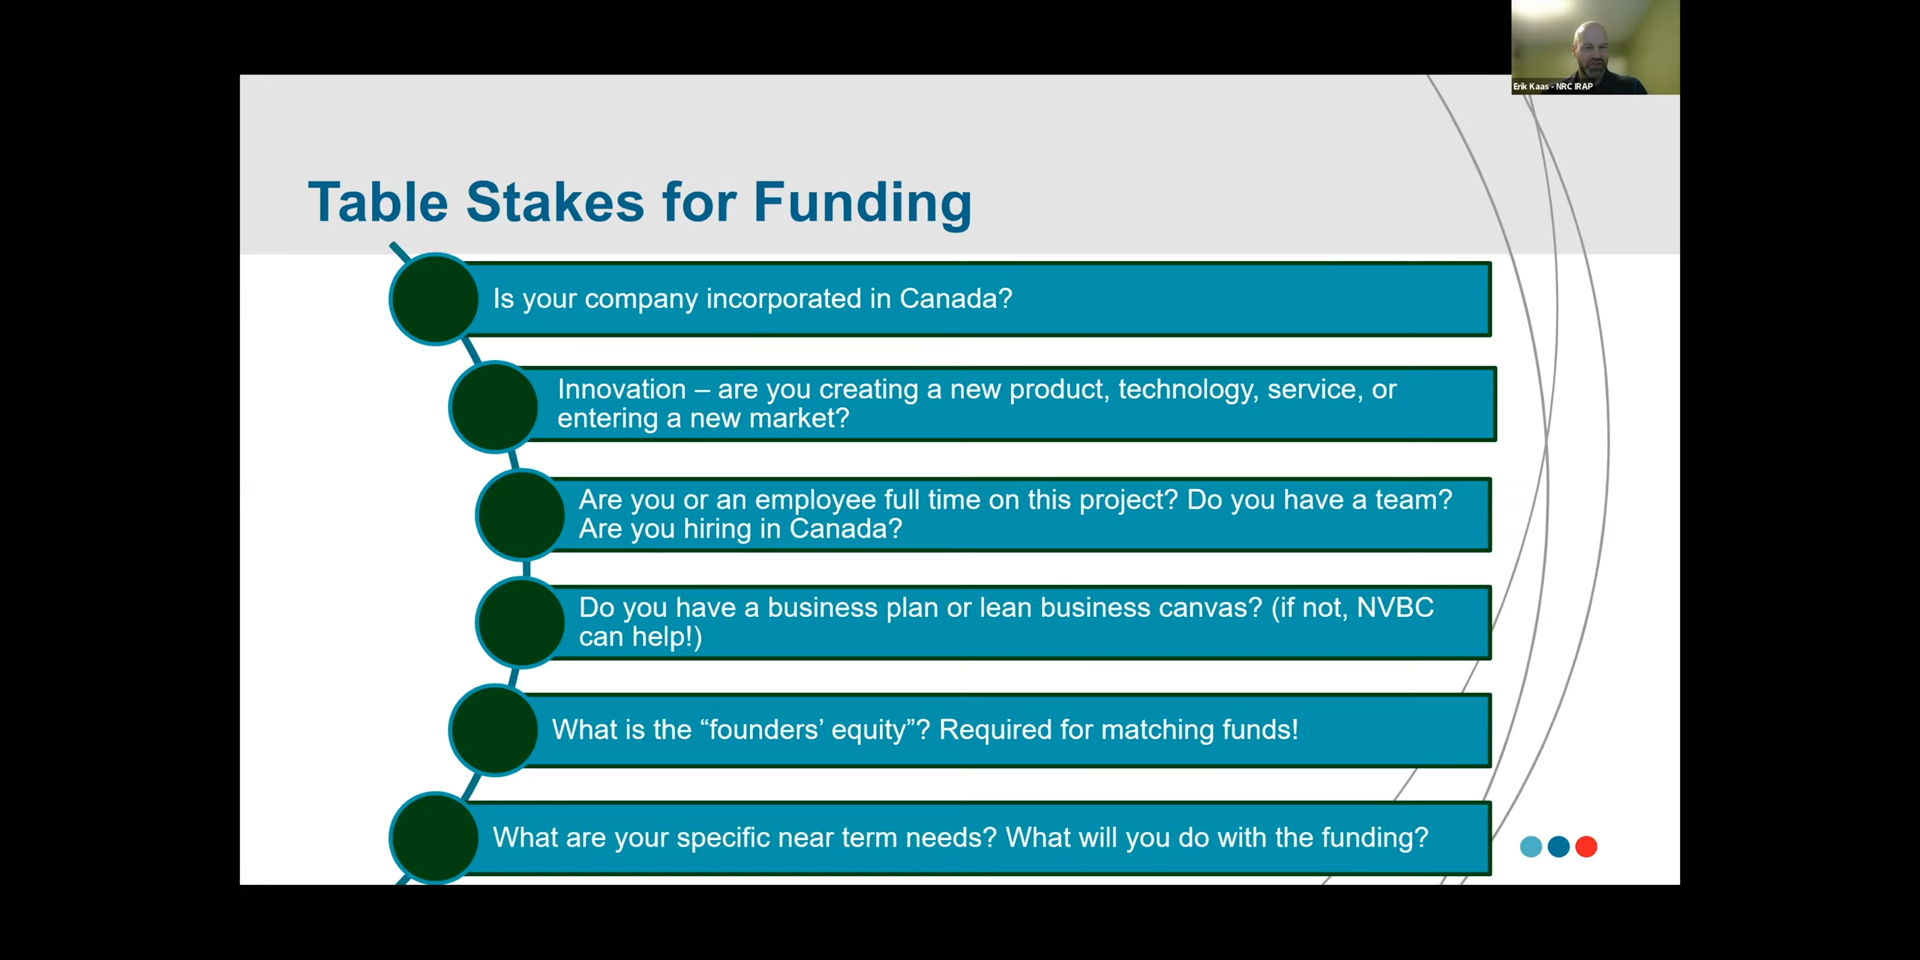 Erik Kaas - NRC IRAP
Table Stakes for Funding
Is your company incorporated in Canada?
Innovation – are you creating a new product, technology, service, or
entering a new market?
Are you or an employee full time on this project? Do you have a team?
Are you hiring in Canada?
Do you have a business plan or lean business canvas? (if not, NVBC
can help!)
What is the “founders’ equity”? Required for matching funds!
What are your specific near term needs? What will you do with the funding?